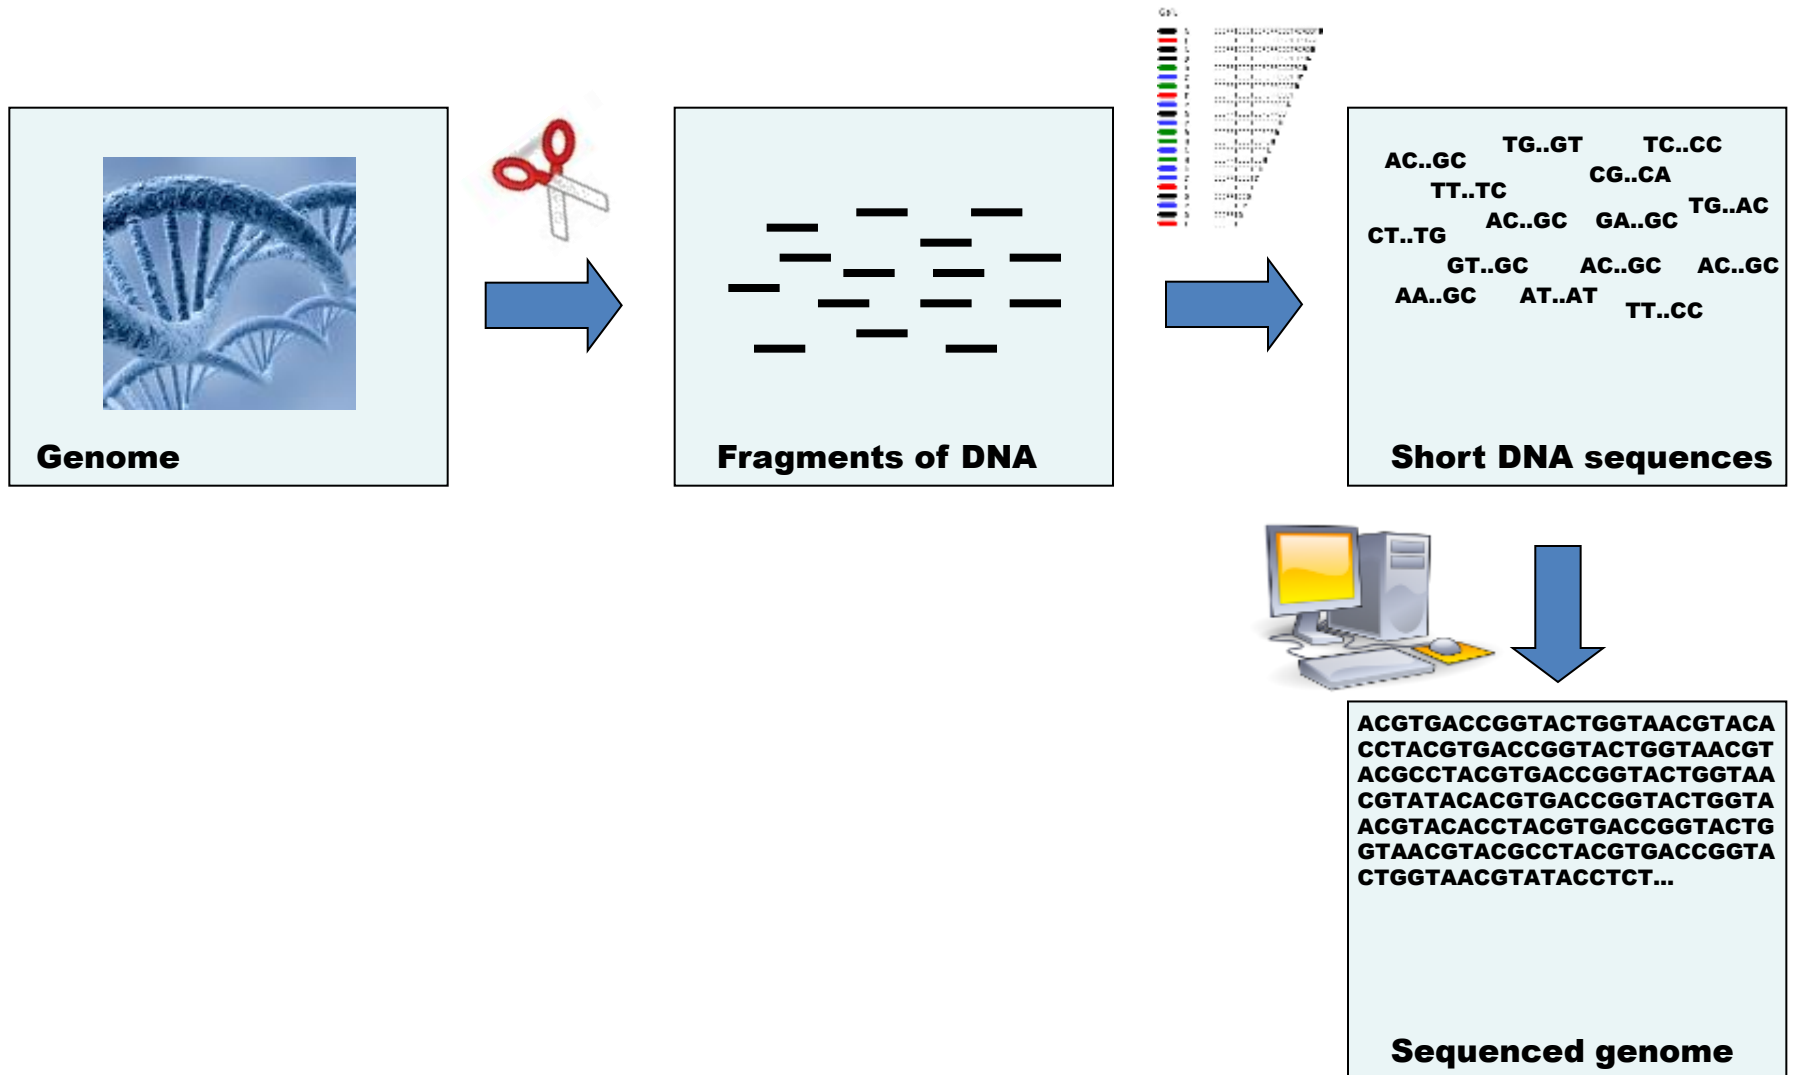 Genome
Fragments of DNA
TG..GT
TC..CC
AC..GC
CG..CA
TT..TC
TG..AC
AC..GC
GA..GC
CT..TG
GT..GC
AC..GC
AC..GC
AA..GC
AT..AT
TT..CC
Short DNA sequences
ACGTGACCGGTACTGGTAACGTACA
CCTACGTGACCGGTACTGGTAACGT
ACGCCTACGTGACCGGTACTGGTAA
CGTATACACGTGACCGGTACTGGTA
ACGTACACCTACGTGACCGGTACTG
GTAACGTACGCCTACGTGACCGGTA
CTGGTAACGTATACCTCT...
Sequenced genome